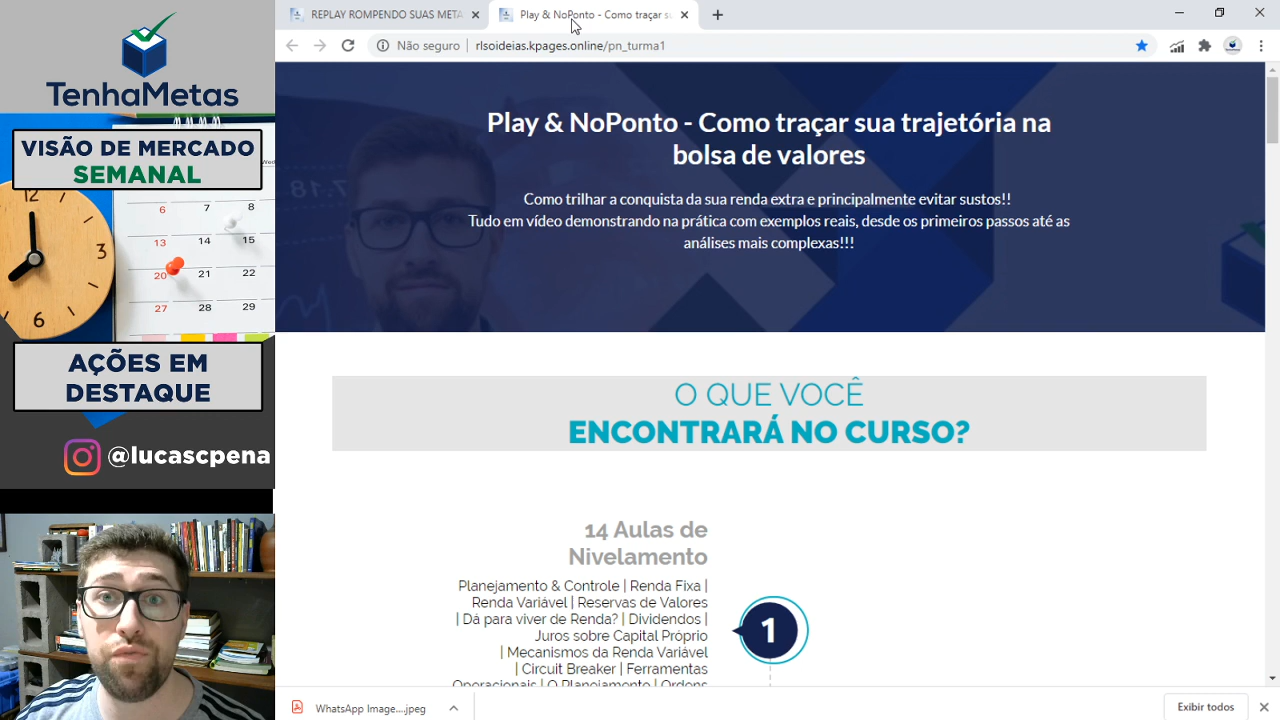 TenhaMetas
VISÃO DE MERCADO
SEMANAL
12
3
6
6 7 8
13 14 15
20 21 22
27 28 29
AÇÕES EM
DESTAQUE
@lucascpena
REPLAY ROMPENDO SUAS META
Play & NoPonto - Como traçar su
Não seguro
rlsoideias.kpages.online/pn_turma1
Play & NoPonto - Como traçar sua trajetória na
bolsa de valores
Como trilhar a conquista da sua renda extra e principalmente evitar sustos!!
Tudo em vídeo demonstrando na prática com exemplos reais, desde os primeiros passos até as
análises mais complexas!!!
O QUE VOCÊ
ENCONTRARÁ NO CURSO?
14 Aulas de
Nivelamento
Planejamento & Controle | Renda Fixa |
Renda Variável | Reservas de Valores
| Dá para viver de Renda? | Dividendos |
Juros sobre Capital Próprio
| Mecanismos da Renda Variável
| Circuit Breaker | Ferramentas
Operacionais | O Planejamento | Ordens
1
WhatsApp Image....jpeg
Exibir todos